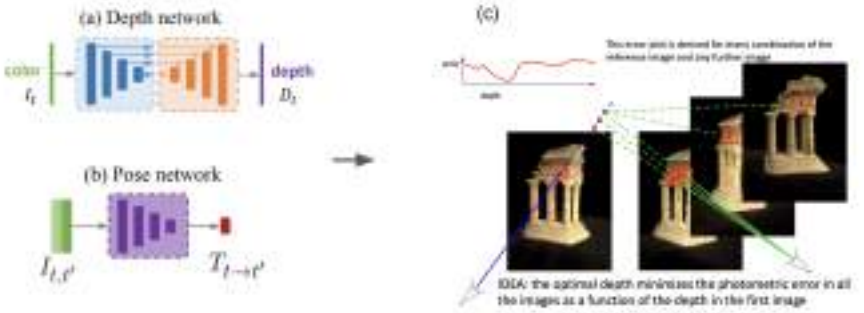 (a) Depth network
color
I_t
depth
D_t
(b) Pose network
I_{t,t'}
T_{t→t'}
(c)
This error plot is derived for every combination of the
reference image and any further image
error
depth
IDEA: the optimal depth minimizes the photometric error in all
the images as a function of the depth in the first image